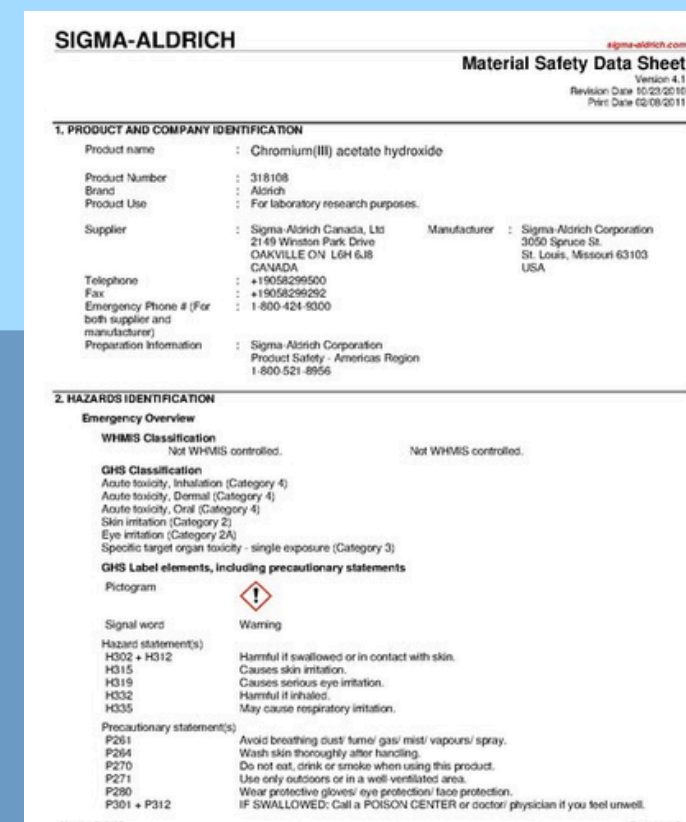 SIGMA-ALDRICH
sigma-aldrich.com
Material Safety Data Sheet
Version 4.1
Revision Date 10/23/2010
Print Date 02/08/2011
1. PRODUCT AND COMPANY IDENTIFICATION
Product name : Chromium(III) acetate hydroxide
Product Number : 318108
Brand : Aldrich
Product Use : For laboratory research purposes.
Supplier : Sigma-Aldrich Canada, Ltd Manufacturer : Sigma-Aldrich Corporation
2149 Winston Park Drive 3050 Spruce St.
OAKVILLE ON L6H 6J8 St. Louis, Missouri 63103
CANADA USA
Telephone : +19058299500
Fax : +19058299292
Emergency Phone # (For : 1-800-424-9300
both supplier and
manufacturer)
Preparation Information : Sigma-Aldrich Corporation
Product Safety - Americas Region
1-800-521-8956
2. HAZARDS IDENTIFICATION
Emergency Overview
WHMIS Classification
Not WHMIS controlled. Not WHMIS controlled.
GHS Classification
Acute toxicity, Inhalation (Category 4)
Acute toxicity, Dermal (Category 4)
Acute toxicity, Oral (Category 4)
Skin irritation (Category 2)
Eye irritation (Category 2A)
Specific target organ toxicity - single exposure (Category 3)
GHS Label elements, including precautionary statements
Pictogram
Signal word Warning
Hazard statement(s)
H302 + H312 Harmful if swallowed or in contact with skin.
H315 Causes skin irritation.
H319 Causes serious eye irritation.
H332 Harmful if inhaled.
H335 May cause respiratory irritation.
Precautionary statement(s)
P261 Avoid breathing dust/ fume/ gas/ mist/ vapours/ spray.
P264 Wash skin thoroughly after handling.
P270 Do not eat, drink or smoke when using this product.
P271 Use only outdoors or in a well-ventilated area.
P280 Wear protective gloves/ eye protection/ face protection.
P301 + P312 IF SWALLOWED: Call a POISON CENTER or doctor/ physician if you feel unwell.